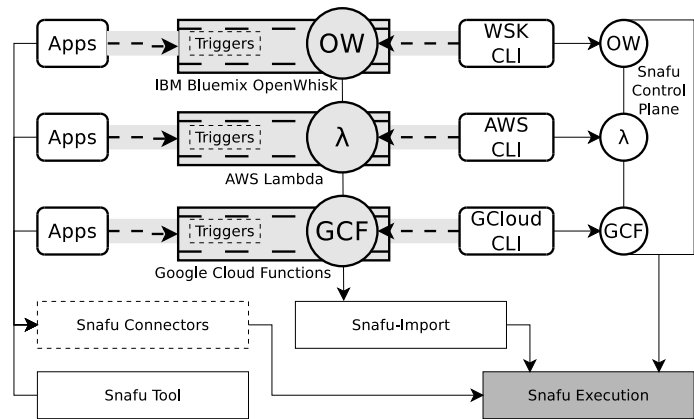 Apps
Triggers
OW
WSK
CLI
OW
IBM Bluemix OpenWhisk
Snafu
Control
Plane
Apps
Triggers
λ
AWS
CLI
λ
AWS Lambda
Apps
Triggers
GCF
GCloud
CLI
GCF
Google Cloud Functions
Snafu Connectors
Snafu-Import
Snafu Tool
Snafu Execution